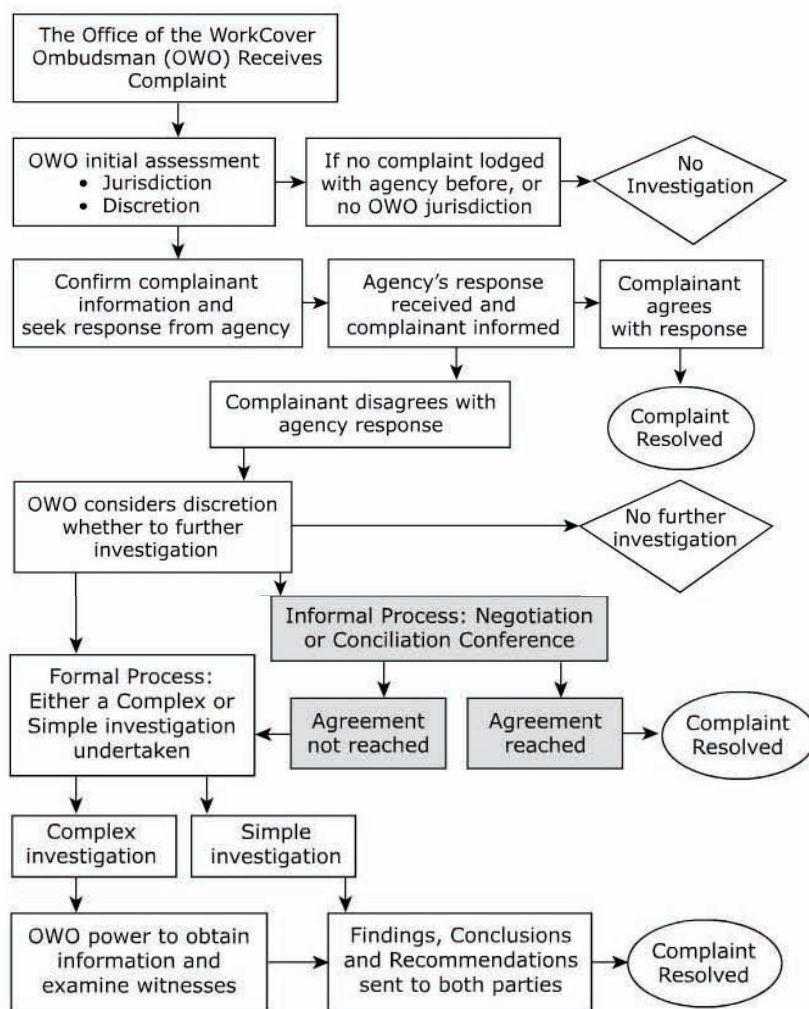 The Office of the WorkCover
Ombudsman (OWO) Receives
Complaint
OWO initial assessment
• Jurisdiction
• Discretion
If no complaint lodged
with agency before, or
no OWO jurisdiction
No
Investigation
Confirm complainant
information and
seek response from agency
Agency's response
received and
complainant informed
Complainant
agrees
with response
Complainant disagrees with
agency response
Complaint
Resolved
OWO considers discretion
whether to further
investigation
No further
investigation
Informal Process: Negotiation
or Conciliation Conference
Formal Process:
Either a Complex or
Simple investigation
undertaken
Agreement
not reached
Agreement
reached
Complaint
Resolved
Complex
investigation
Simple
investigation
OWO power to obtain
information and
examine witnesses
Findings, Conclusions
and Recommendations
sent to both parties
Complaint
Resolved